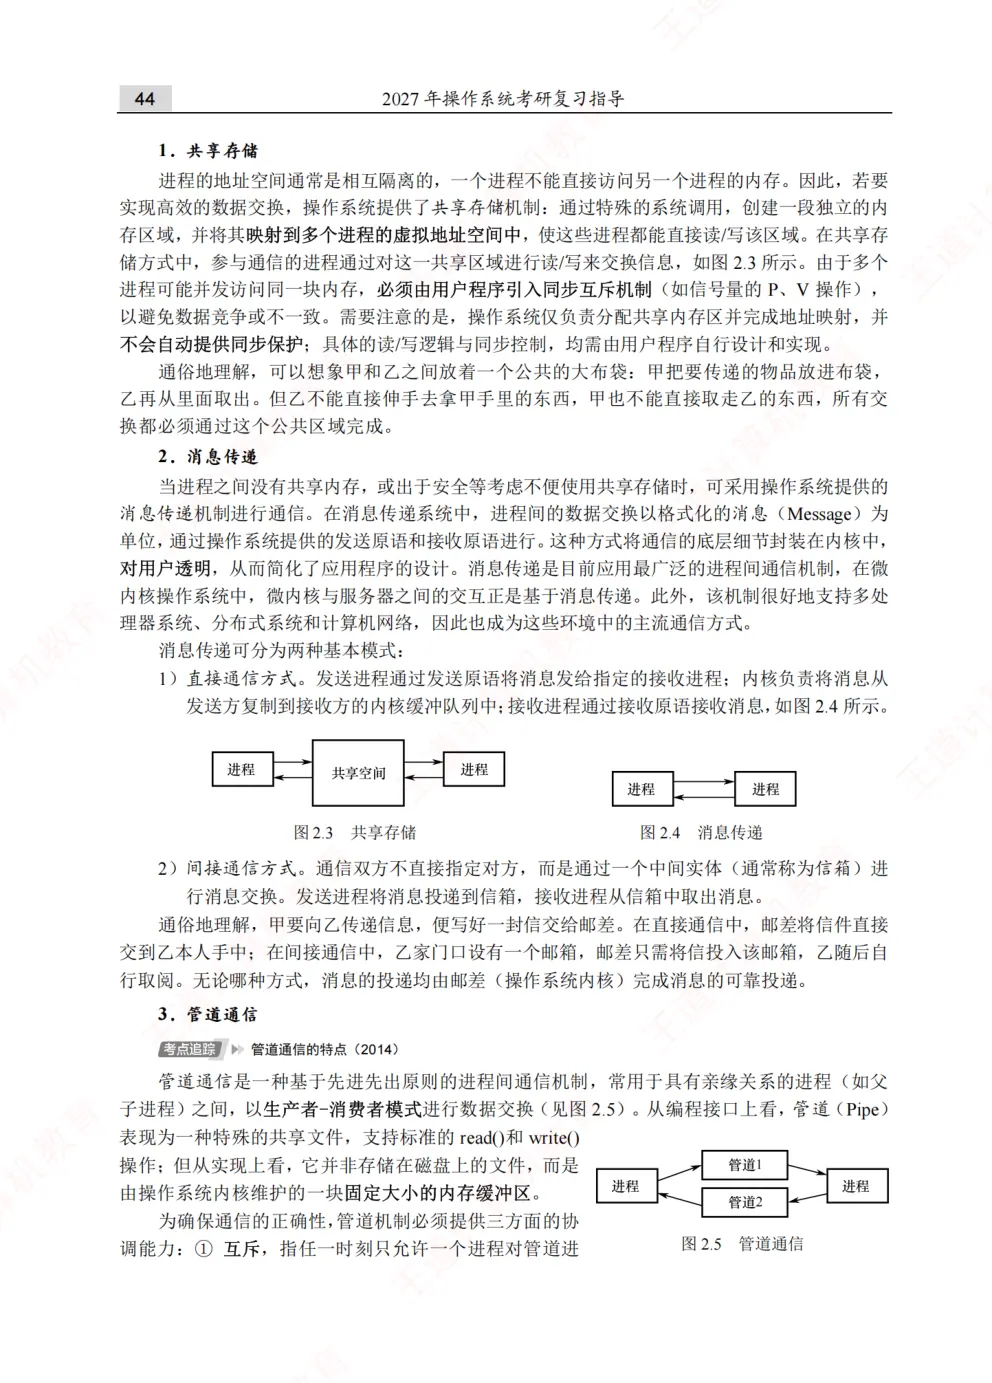 44
2027 年操作系统考研复习指导
1. 共享存储
进程的地址空间通常是相互隔离的，一个进程不能直接访问另一个进程的内存。因此，若要
实现高效的数据交换，操作系统提供了共享存储机制：通过特殊的系统调用，创建一段独立的内
存区域，并将其映射到多个进程的虚拟地址空间中，使这些进程都能直接读/写该区域。在共享存
储方式中，参与通信的进程通过对这一共享区域进行读/写来交换信息，如图 2.3 所示。由于多个
进程可能并发访问同一块内存，必须由用户程序引入同步互斥机制（如信号量的 P、V 操作），
以避免数据竞争或不一致。需要注意的是，操作系统仅负责分配共享内存区并完成地址映射，并
不会自动提供同步保护；具体的读/写逻辑与同步控制，均需由用户程序自行设计和实现。
通俗地理解，可以想象甲和乙之间放着一个公共的大布袋：甲把要传递的物品放进布袋，
乙再从里面取出。但乙不能直接伸手去拿甲手里的东西，甲也不能直接取走乙的东西，所有交
换都必须通过这个公共区域完成。
2. 消息传递
当进程之间没有共享内存，或出于安全等考虑不便使用共享存储时，可采用操作系统提供的
消息传递机制进行通信。在消息传递系统中，进程间的数据交换以格式化的消息（Message）为
单位，通过操作系统提供的发送原语和接收原语进行。这种方式将通信的底层细节封装在内核中，
对用户透明，从而简化了应用程序的设计。消息传递是目前应用最广泛的进程间通信机制，在微
内核操作系统中，微内核与服务器之间的交互正是基于消息传递。此外，该机制很好地支持多处
理器系统、分布式系统和计算机网络，因此也成为这些环境中的主流通信方式。
消息传递可分为两种基本模式：
1）直接通信方式。发送进程通过发送原语将消息发给指定的接收进程；内核负责将消息从
发送方复制到接收方的内核缓冲队列中；接收进程通过接收原语接收消息，如图 2.4 所示。
进程
共享空间
进程
进程
进程
图 2.3 共享存储
图 2.4 消息传递
2）间接通信方式。通信双方不直接指定对方，而是通过一个中间实体（通常称为信箱）进
行消息交换。发送进程将消息投递到信箱，接收进程从信箱中取出消息。
通俗地理解，甲要向乙传递信息，便写好一封信交给邮差。在直接通信中，邮差将信件直接
交到乙本人手中；在间接通信中，乙家门口设有一个邮箱，邮差只需将信投入该邮箱，乙随后自
行取阅。无论哪种方式，消息的投递均由邮差（操作系统内核）完成消息的可靠投递。
3. 管道通信
考点追踪 管道通信的特点（2014）
管道通信是一种基于先进先出原则的进程间通信机制，常用于具有亲缘关系的进程（如父
子进程）之间，以生产者-消费者模式进行数据交换（见图 2.5）。从编程接口上看，管道（Pipe）
表现为一种特殊的共享文件，支持标准的 read()和 write()
操作；但从实现上看，它并非存储在磁盘上的文件，而是
由操作系统内核维护的一块固定大小的内存缓冲区。
为确保通信的正确性，管道机制必须提供三方面的协
调能力：① 互斥，指任一时刻只允许一个进程对管道进
进程
管道1
管道2
进程
图 2.5 管道通信